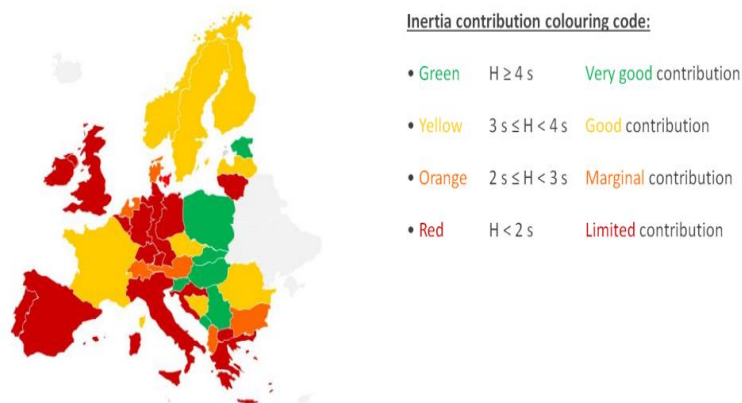 Inertia contribution colouring code:
• Green H ≥ 4 s Very good contribution
• Yellow 3 s ≤ H < 4 s Good contribution
• Orange 2 s ≤ H < 3 s Marginal contribution
• Red H < 2 s Limited contribution